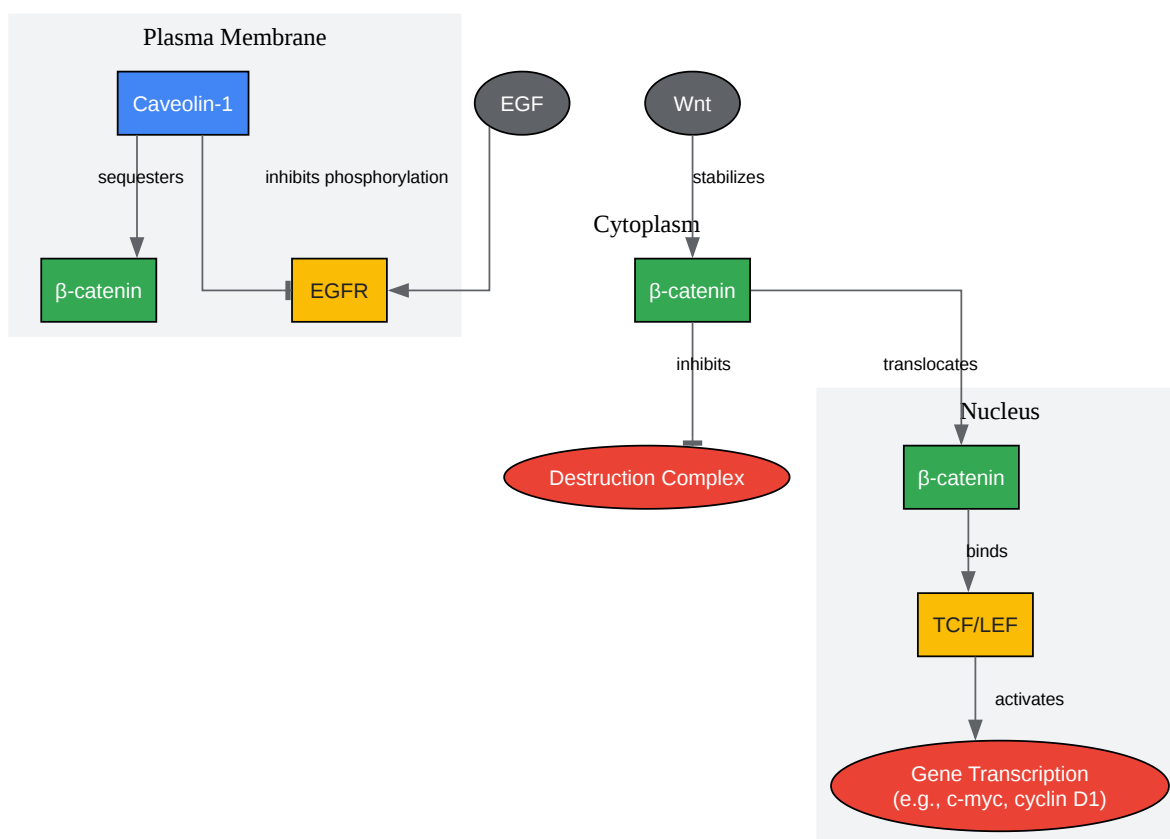 Plasma Membrane
Caveolin-1
EGF
Wnt
sequesters
inhibits phosphorylation
stabilizes
Cytoplasm
β-catenin
EGFR
β-catenin
inhibits
translocates
Nucleus
Destruction Complex
β-catenin
binds
TCF/LEF
activates
Gene Transcription
(e.g., c-myc, cyclin D1)